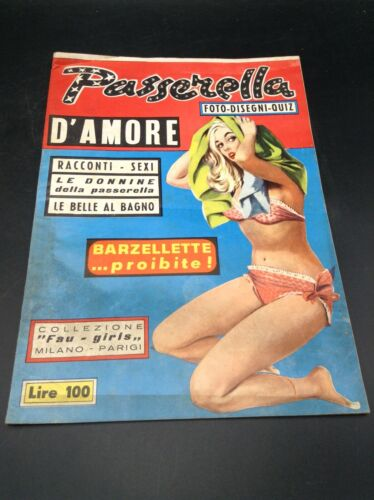 Passerella
FOTO-DISEGNI-QUIZ
D'AMORE
RACCONTI - SEXI
LE DONNINE
della passerella
LE BELLE AL BAGNO
BARZELLETTE
...proibite!
COLLEZIONE
"Fau - girls„
MILANO - PARIGI
Lire 100